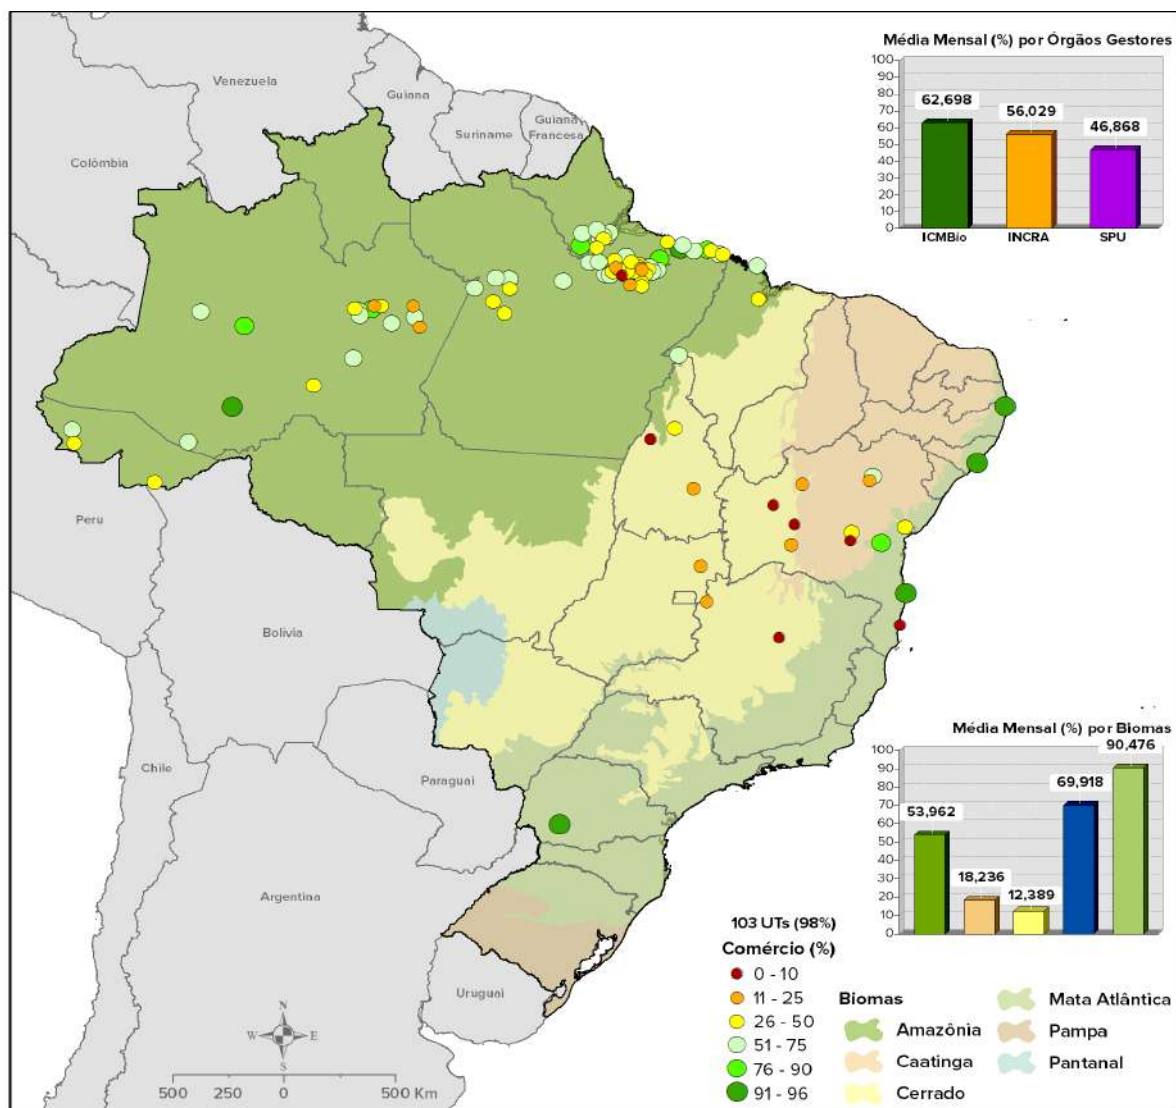 Média Mensal (%) por Órgãos Gestores
100
90
80
70
60
50
40
30
20
10
0
62,698
56,029
46,868
ICMBio
INCRA
SPU
Venezuela
Guiana
Suriname
Guiana
Francesa
Colômbia
Peru
Bolívia
Chile
Paraguai
Argentina
Uruguai
Média Mensal (%) por Biomas
100
90
80
70
60
50
40
30
20
10
0
53,962
18,236
12,389
69,918
90,476
103 UTs (98%)
Comércio (%)
0 - 10
11 - 25
26 - 50
51 - 75
76 - 90
91 - 96
Biomas
Amazônia
Caatinga
Cerrado
Mata Atlântica
Pampa
Pantanal
N
W
E
S
500 250 0 500 Km